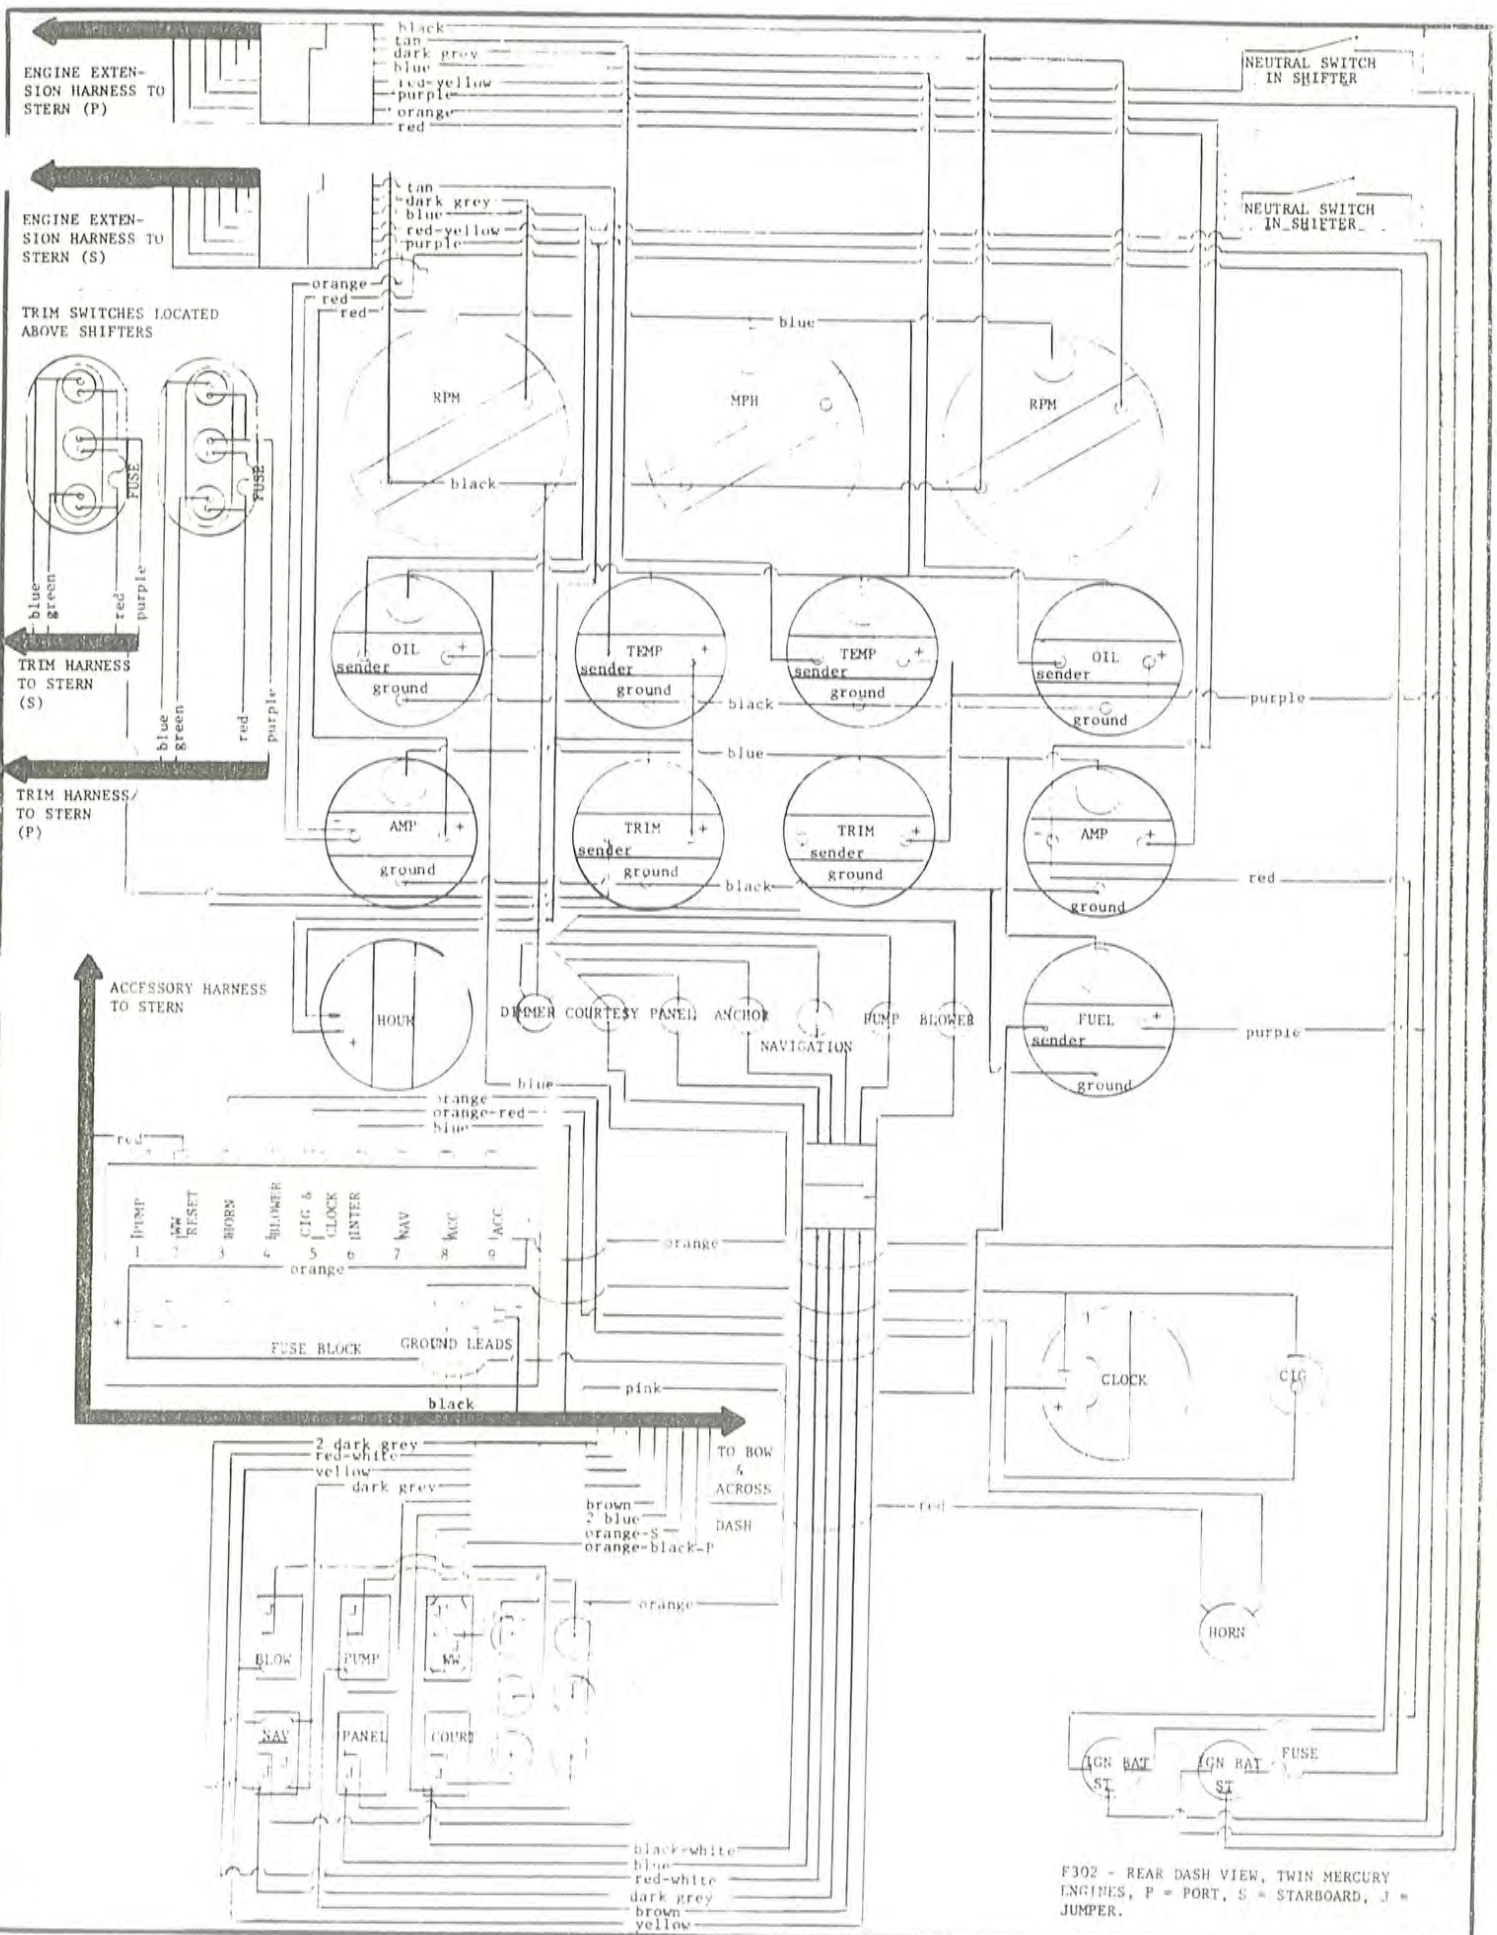 black
tan
dark grey
blue
red-yellow
purple
orange
red
ENGINE EXTEN-
SION HARNESS TO
STERN (P)
NEUTRAL SWITCH
IN SHIFTER
tan
dark grey
blue
red-yellow
purple
ENGINE EXTEN-
SION HARNESS TO
STERN (S)
NEUTRAL SWITCH
IN SHIFTER
orange
red
red
TRIM SWITCHES LOCATED
ABOVE SHIFTERS
blue
RPM
MPH
RPM
FUSE
FUSE
black
blue
green
red
purple
TRIM HARNESS
TO STERN
(S)
blue
green
red
purple
TRIM HARNESS
TO STERN
(P)
OIL
+
sender
ground
TEMP
+
sender
ground
TEMP
+
sender
ground
OIL
+
sender
ground
black
purple
blue
- AMP +
ground
TRIM
+
sender
ground
TRIM
+
sender
ground
- AMP +
ground
black
red
ACCESSORY HARNESS
TO STERN
HOUR
+
DIMMER
COURTESY
PANEL
ANCHOR
NAVIGATION
PUMP
BLOWER
FUEL
+
sender
ground
purple
blue
orange
orange-red
blue
red
PUMP
WW
RESET
HORN
BLOWER
CIG &
CLOCK
INTER
NAV
ACC
ACC
1 2 3 4 5 6 7 8 9
orange
orange
+
FUSE BLOCK
GROUND LEADS
CLOCK
+
CIG
pink
black
2 dark grey
red-white
yellow
dark grey
TO BOW
&
ACROSS
DASH
brown
2 blue
orange-S
orange-black-P
red
orange
HORN
BLOW
PUMP
WW
NAV
PANEL
COURT
IGN BAT
ST
IGN BAT
ST
FUSE
black-white
blue
red-white
dark grey
brown
yellow
F302 - REAR DASH VIEW, TWIN MERCURY
ENGINES, P = PORT, S = STARBOARD, J =
JUMPER.